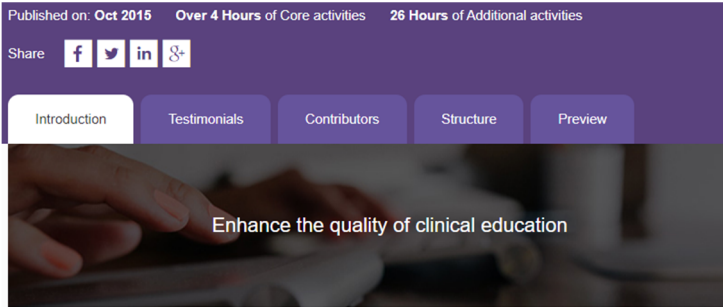 Published on: Oct 2015 Over 4 Hours of Core activities 26 Hours of Additional activities
Share f in g+
Introduction Testimonials Contributors Structure Preview
Enhance the quality of clinical education